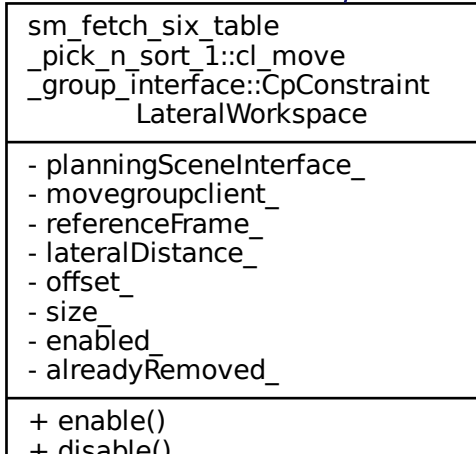 sm_fetch_six_table
_pick_n_sort_1::cl_move
_group_interface::CpConstraint
LateralWorkspace
- planningSceneInterface_
- movegroupclient_
- referenceFrame_
- lateralDistance_
- offset_
- size_
- enabled_
- alreadyRemoved_
+ enable()
+ disable()